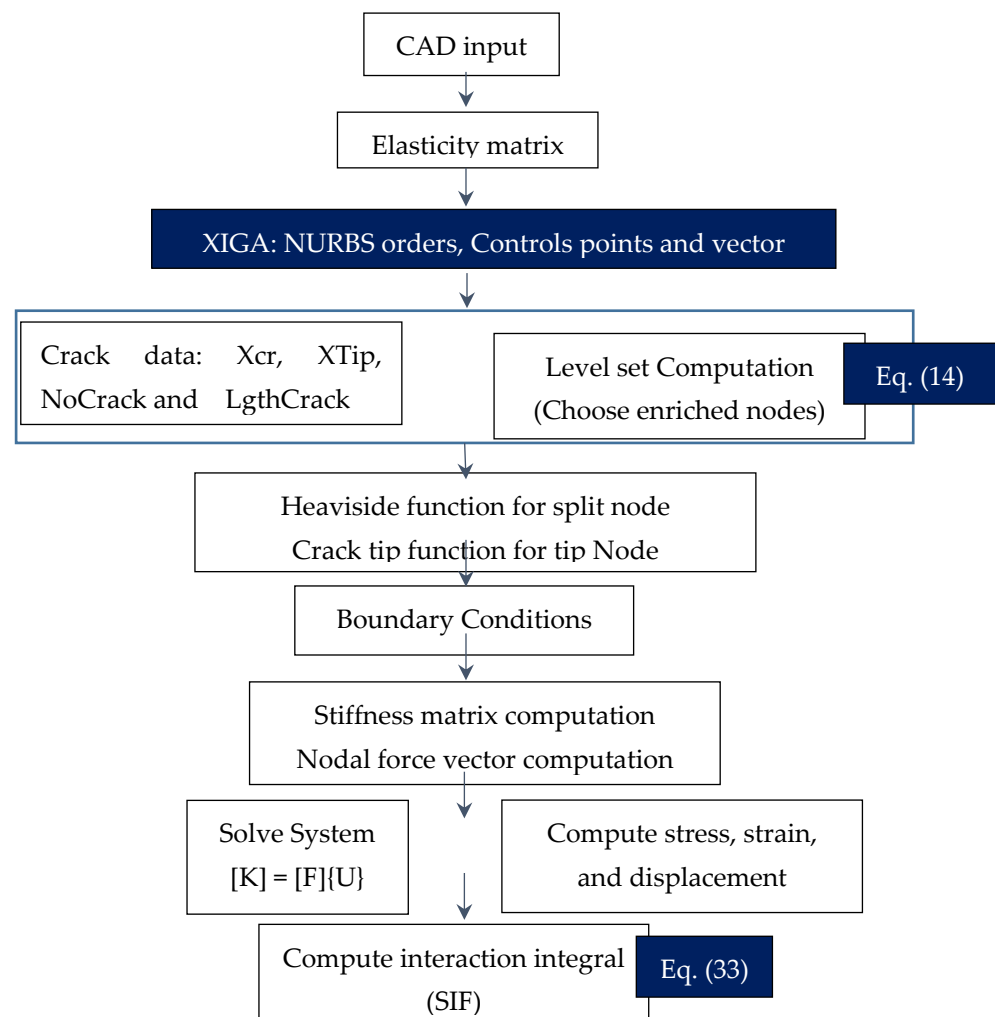 CAD input
Elasticity matrix
XIGA: NURBS orders, Controls points and vector
Crack data: Xcr, XTip,
NoCrack and LgthCrack
Level set Computation
(Choose enriched nodes)
Eq. (14)
Heaviside function for split node
Crack tip function for tip Node
Boundary Conditions
Stiffness matrix computation
Nodal force vector computation
Solve System
[K] = [F]{U}
Compute stress, strain,
and displacement
Compute interaction integral
(SIF)
Eq. (33)